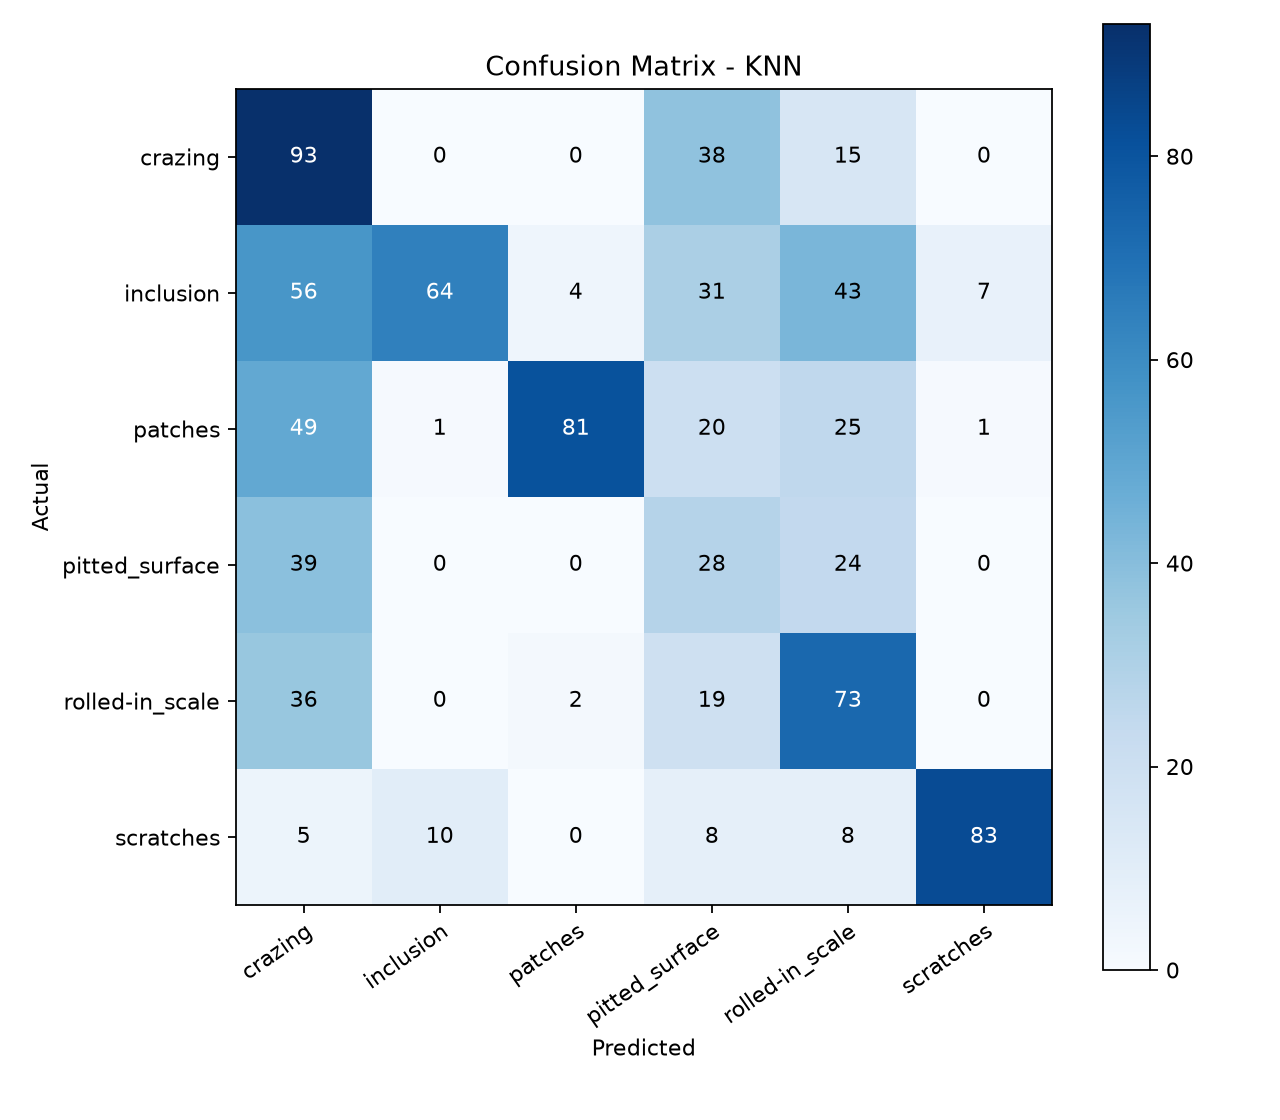 Confusion Matrix - KNN
crazing 93 0 0 38 15 0
inclusion 56 64 4 31 43 7
patches 49 1 81 20 25 1
pitted_surface 39 0 0 28 24 0
rolled-in_scale 36 0 2 19 73 0
scratches 5 10 0 8 8 83
crazing inclusion patches pitted_surface rolled-in_scale scratches
Predicted
Actual
80
60
40
20
0